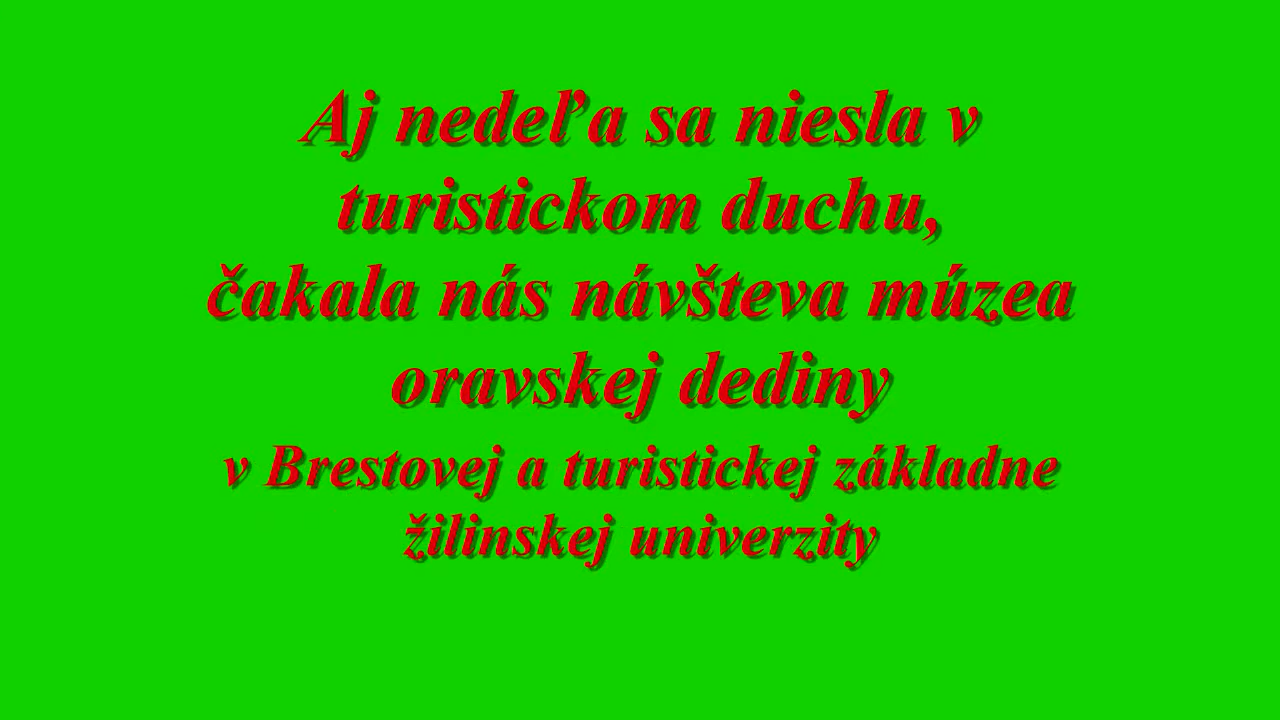 Aj nedeľa sa niesla v
turistickom duchu,
čakala nás návšteva múzea
oravskej dediny
v Brestovej a turistickej základne
žilinskej univerzity